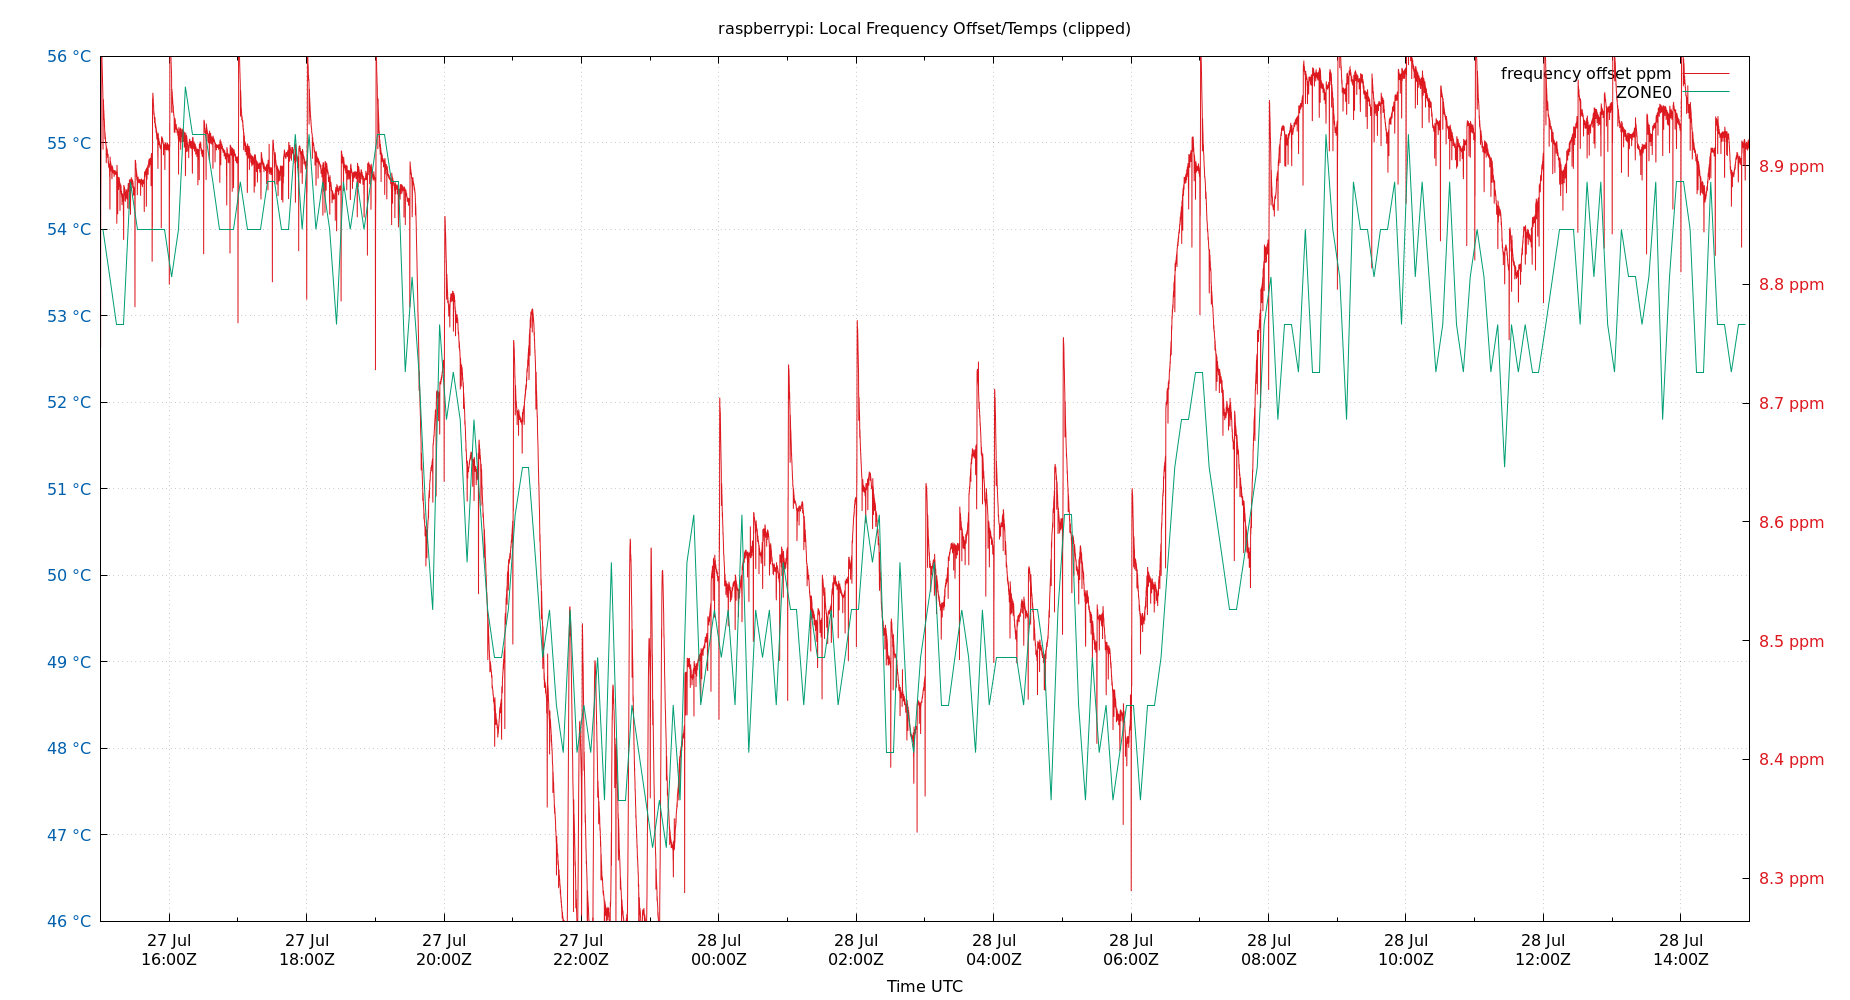 raspberrypi: Local Frequency Offset/Temps (clipped)
56 °C
55 °C
54 °C
53 °C
52 °C
51 °C
50 °C
49 °C
48 °C
47 °C
46 °C
frequency offset ppm
ZONE0
8.9 ppm
8.8 ppm
8.7 ppm
8.6 ppm
8.5 ppm
8.4 ppm
8.3 ppm
27 Jul
16:00Z
27 Jul
18:00Z
27 Jul
20:00Z
27 Jul
22:00Z
28 Jul
00:00Z
28 Jul
02:00Z
28 Jul
04:00Z
28 Jul
06:00Z
28 Jul
08:00Z
28 Jul
10:00Z
28 Jul
12:00Z
28 Jul
14:00Z
Time UTC